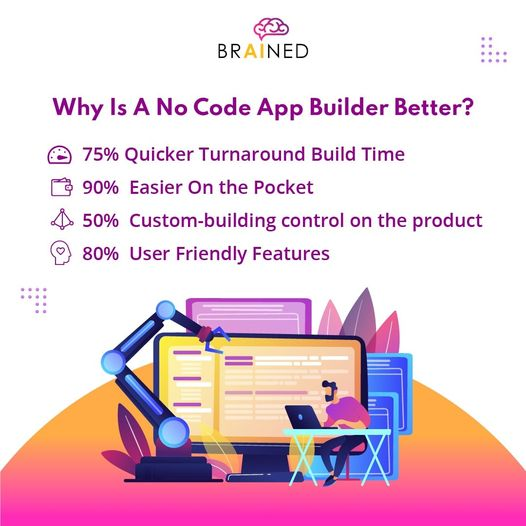 BRAINED
Why Is A No Code App Builder Better?
75% Quicker Turnaround Build Time
90% Easier On the Pocket
50% Custom-building control on the product
80% User Friendly Features